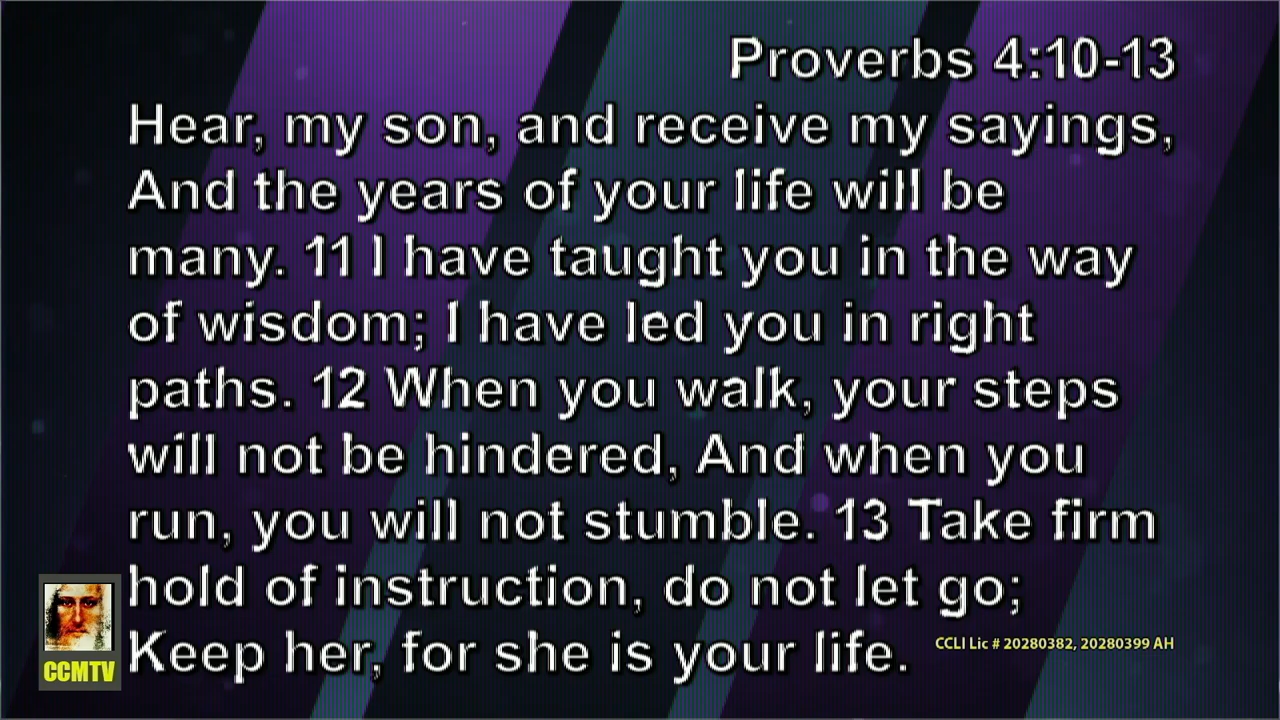 Proverbs 4:10-13
Hear, my son, and receive my sayings,
And the years of your life will be
many. 11 I have taught you in the way
of wisdom; I have led you in right
paths. 12 When you walk, your steps
will not be hindered, And when you
run, you will not stumble. 13 Take firm
hold of instruction, do not let go;
Keep her, for she is your life.
CCLI Lic # 20280382, 20280399 AH
CCMTV